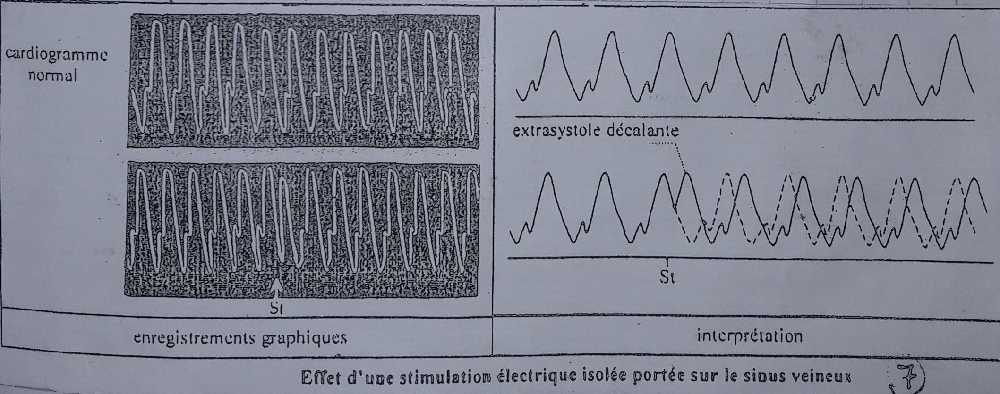 cardiogramme
normal
extrasystole décalante
St
St
enregistrements graphiques
interprétation
Effet d'une stimulation électrique isolée portée sur le sinus veineux
7